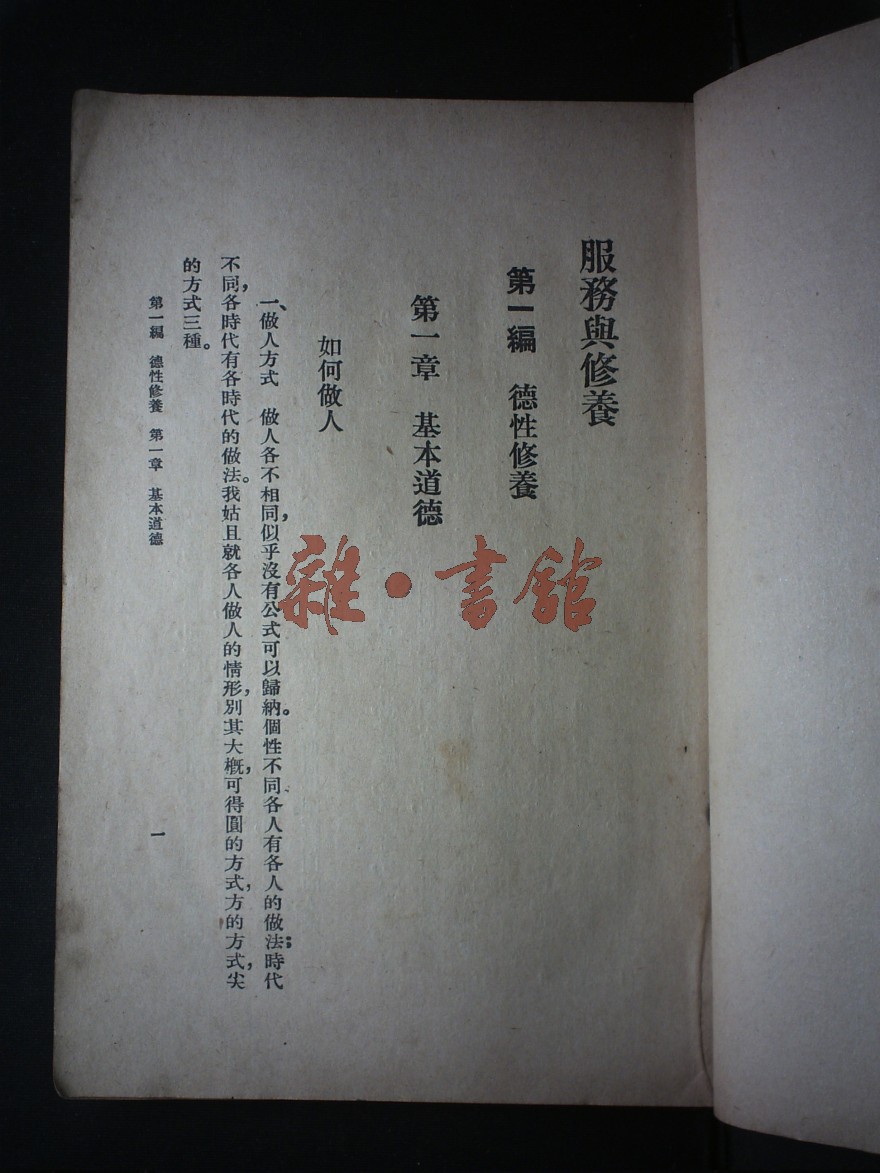 服務與修養
第一編　德性修養
第一章　基本道德
如何做人
一、做人方式　做人各不相同，似乎沒有公式可以歸納。個性不同、各人有各人的做法；時代
不同，各時代有各時代的做法。我姑且就各人做人的情形，別其大概，可得圓的方式，方的方式，尖
的方式三種。
第一編　德性修養　第一章　基本道德
一
雜·書館